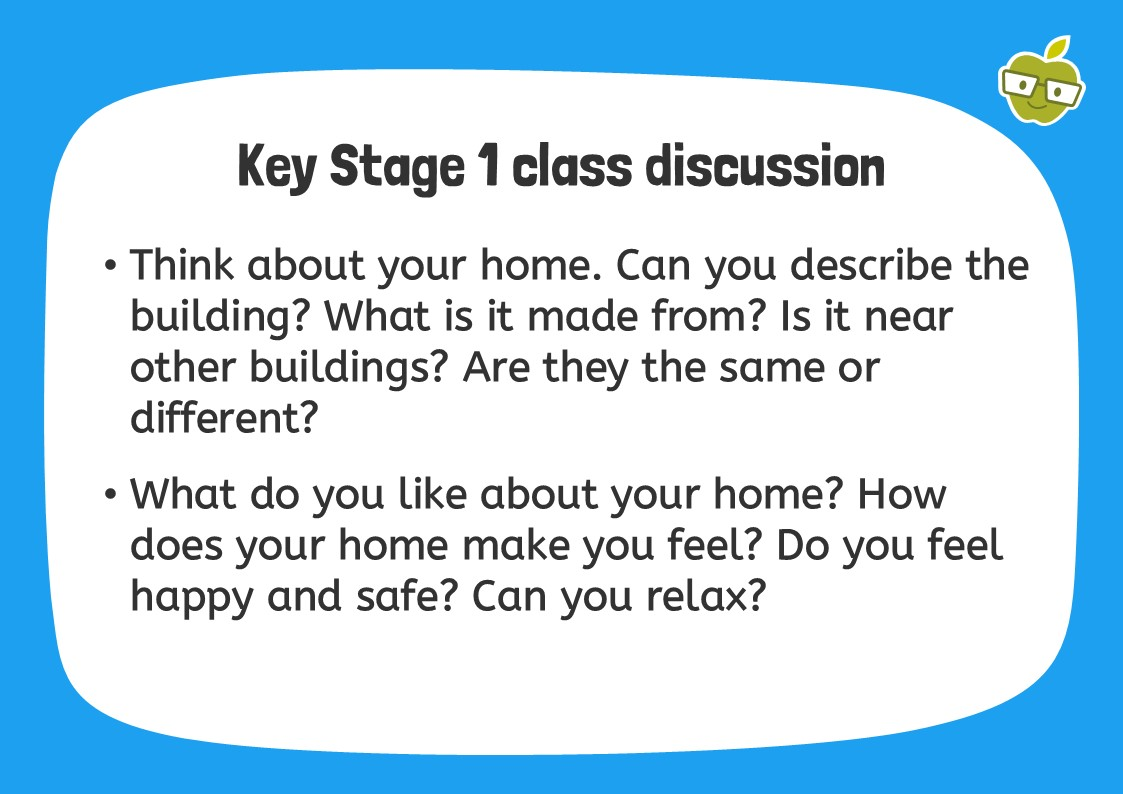 Key Stage 1 class discussion
• Think about your home. Can you describe the
building? What is it made from? Is it near
other buildings? Are they the same or
different?
• What do you like about your home? How
does your home make you feel? Do you feel
happy and safe? Can you relax?